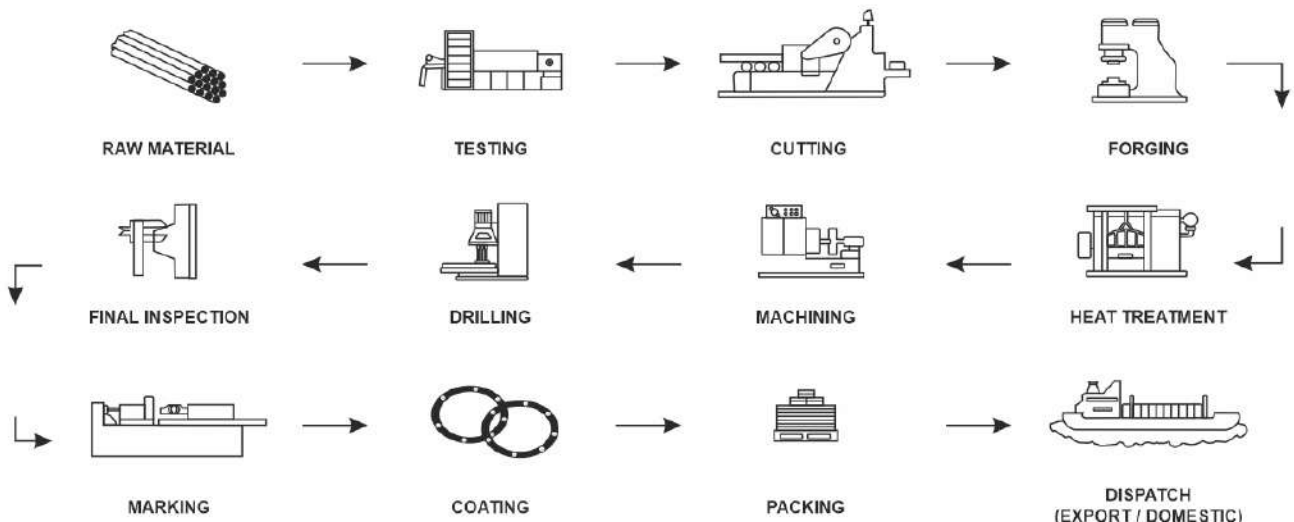 RAW MATERIAL
TESTING
CUTTING
FORGING
HEAT TREATMENT
MACHINING
DRILLING
FINAL INSPECTION
MARKING
COATING
PACKING
DISPATCH
(EXPORT / DOMESTIC)